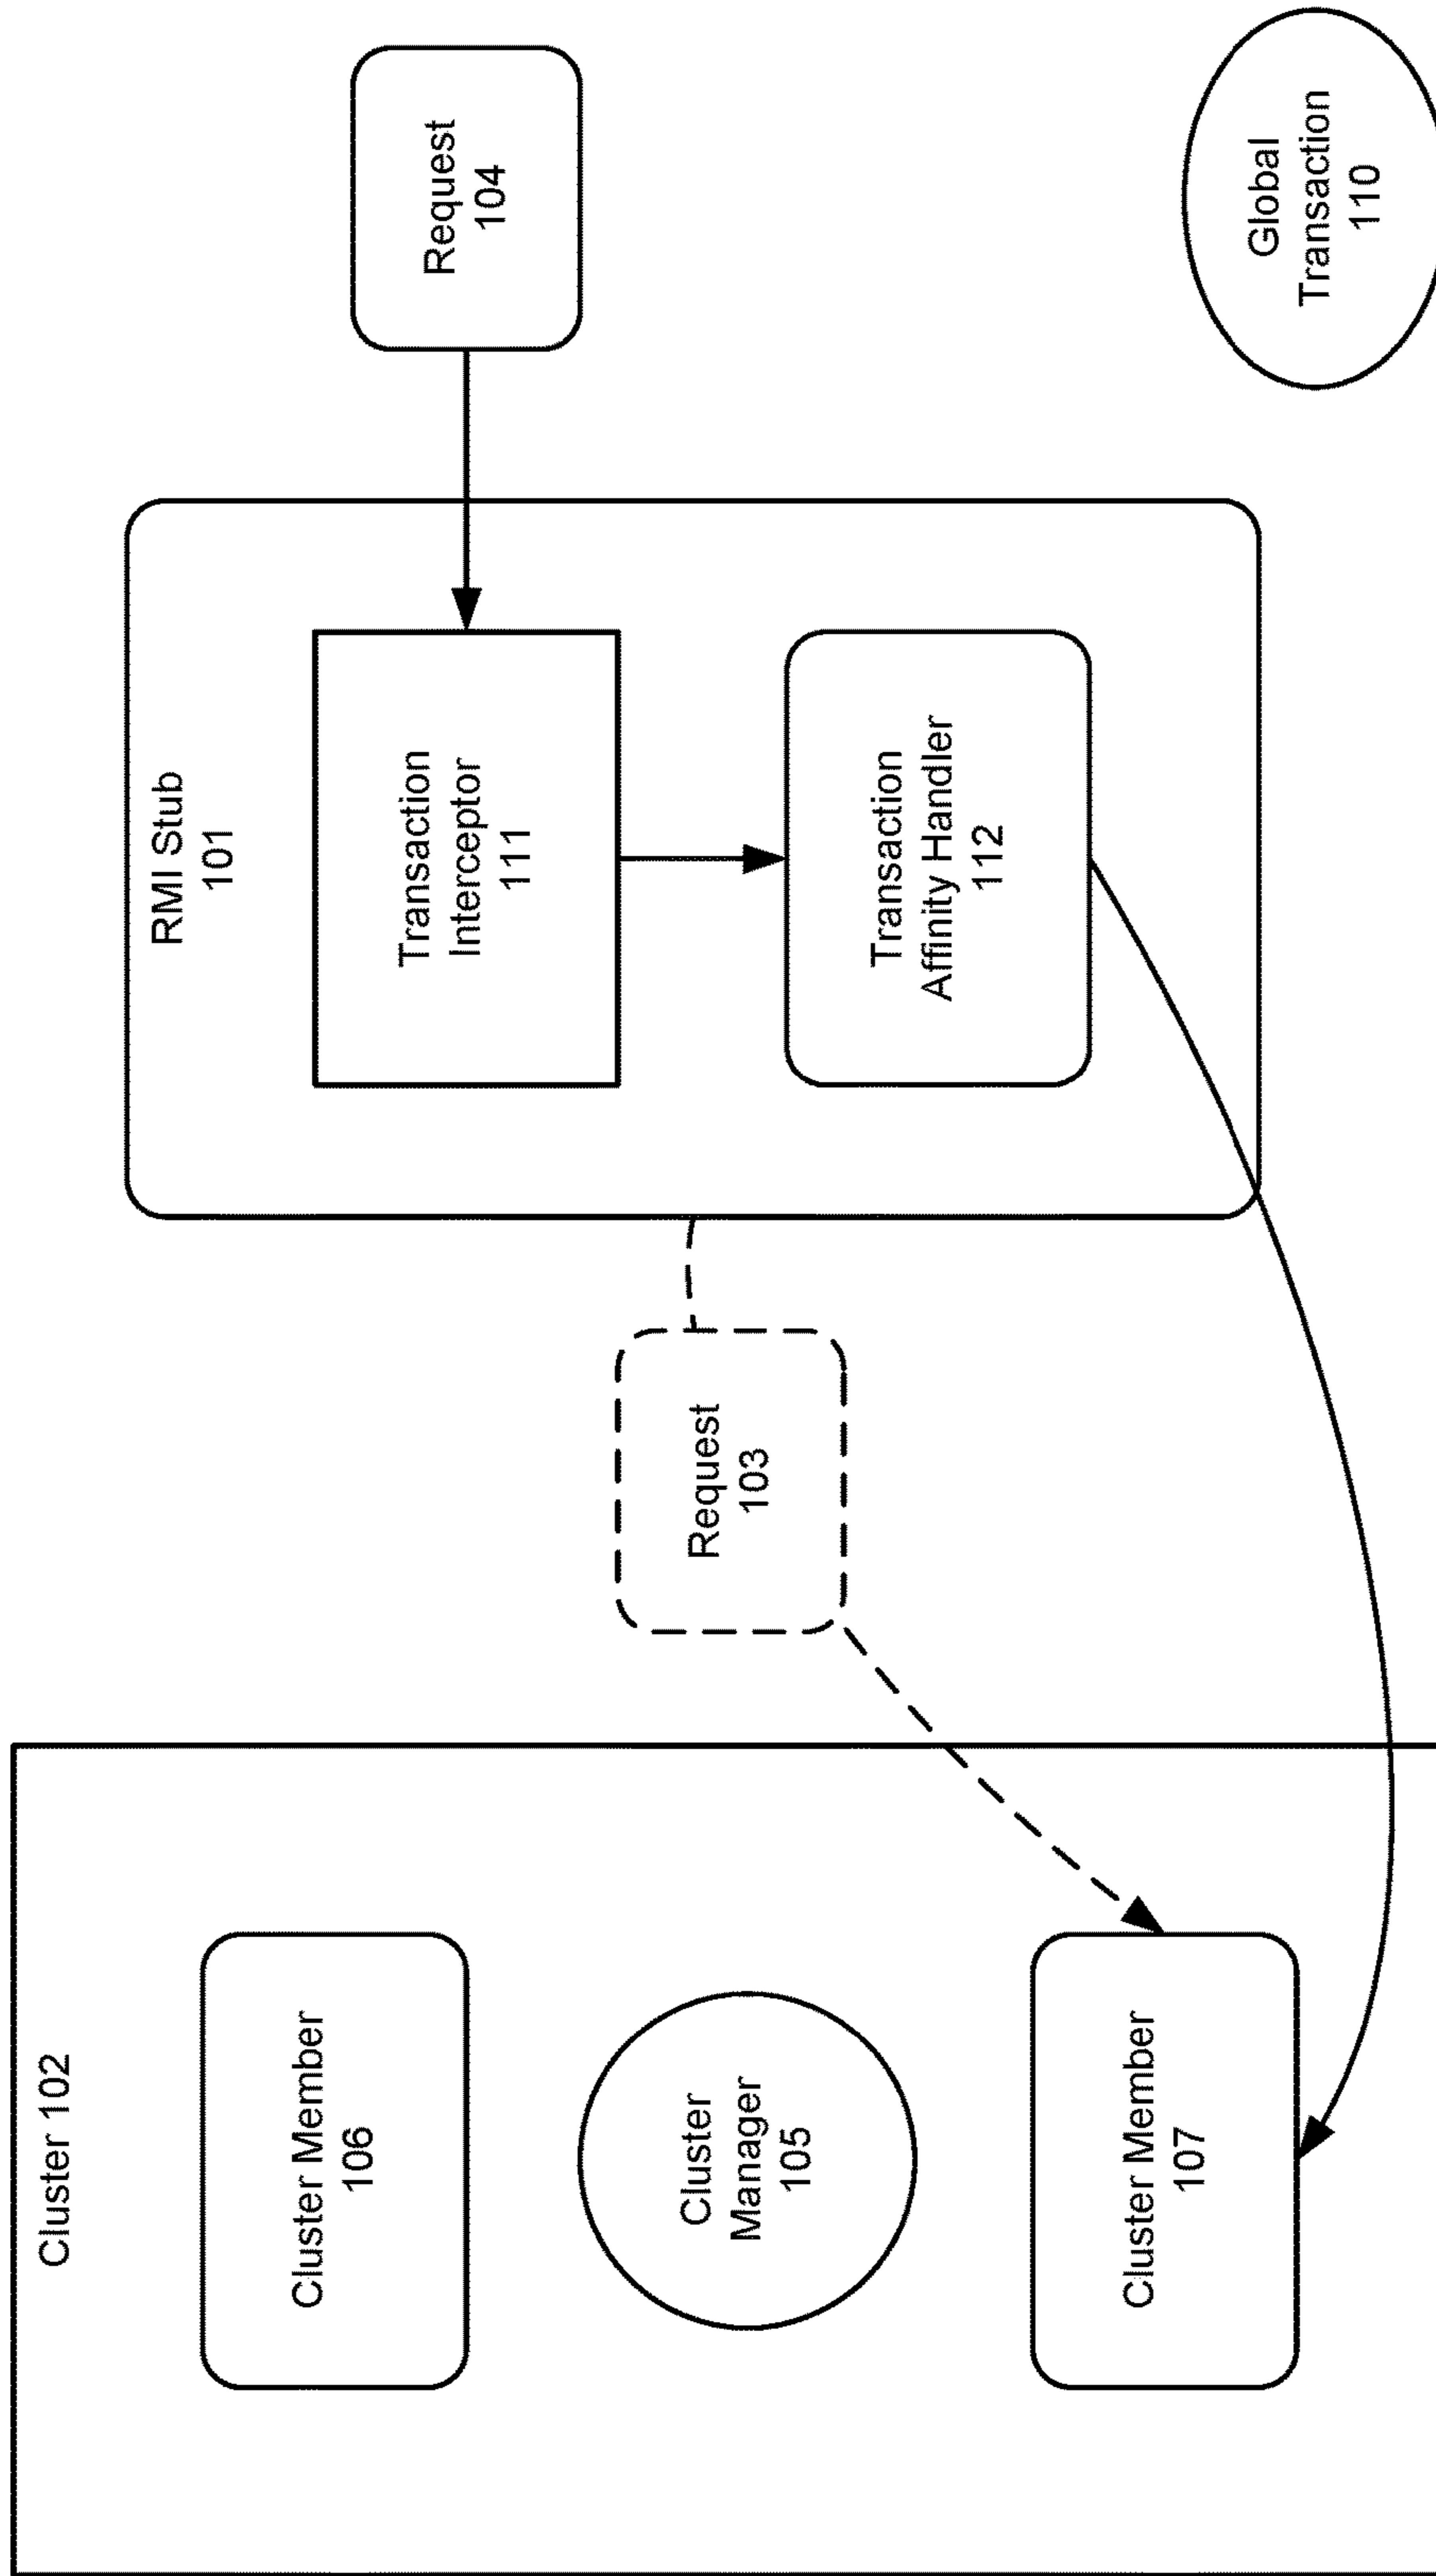 Cluster 102
Cluster Member
106
Cluster
Manager
105
Cluster Member
107
Request
103
RMI Stub
101
Transaction
Interceptor
111
Transaction
Affinity Handler
112
Request
104
Global
Transaction
110